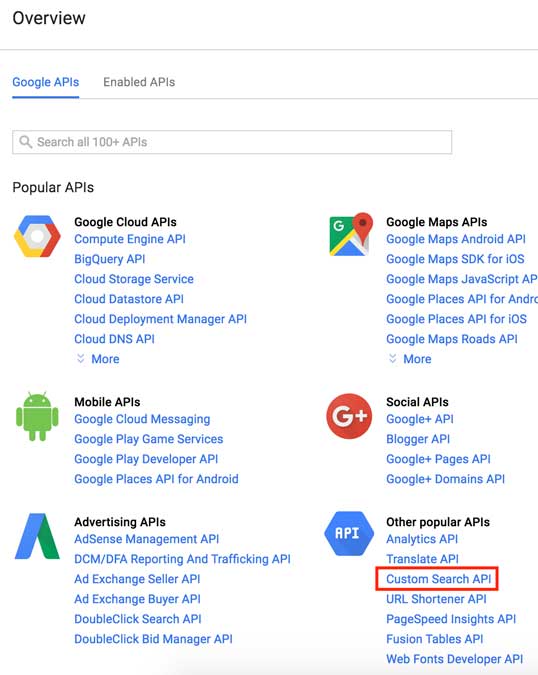 Overview
Google APIs
Enabled APIs
Search all 100+ APIs
Popular APIs
Google Cloud APIs
Compute Engine API
BigQuery API
Cloud Storage Service
Cloud Datastore API
Cloud Deployment Manager API
Cloud DNS API
More
Google Maps APIs
Google Maps Android API
Google Maps SDK for iOS
Google Maps JavaScript AP
Google Places API for Andro
Google Places API for iOS
Google Maps Roads API
More
Mobile APIs
Google Cloud Messaging
Google Play Game Services
Google Play Developer API
Google Places API for Android
G+
Social APIs
Google+ API
Blogger API
Google+ Pages API
Google+ Domains API
Advertising APIs
AdSense Management API
DCM/DFA Reporting And Trafficking API
Ad Exchange Seller API
Ad Exchange Buyer API
DoubleClick Search API
DoubleClick Bid Manager API
API
Other popular APIs
Analytics API
Translate API
Custom Search API
URL Shortener API
PageSpeed Insights API
Fusion Tables API
Web Fonts Developer API